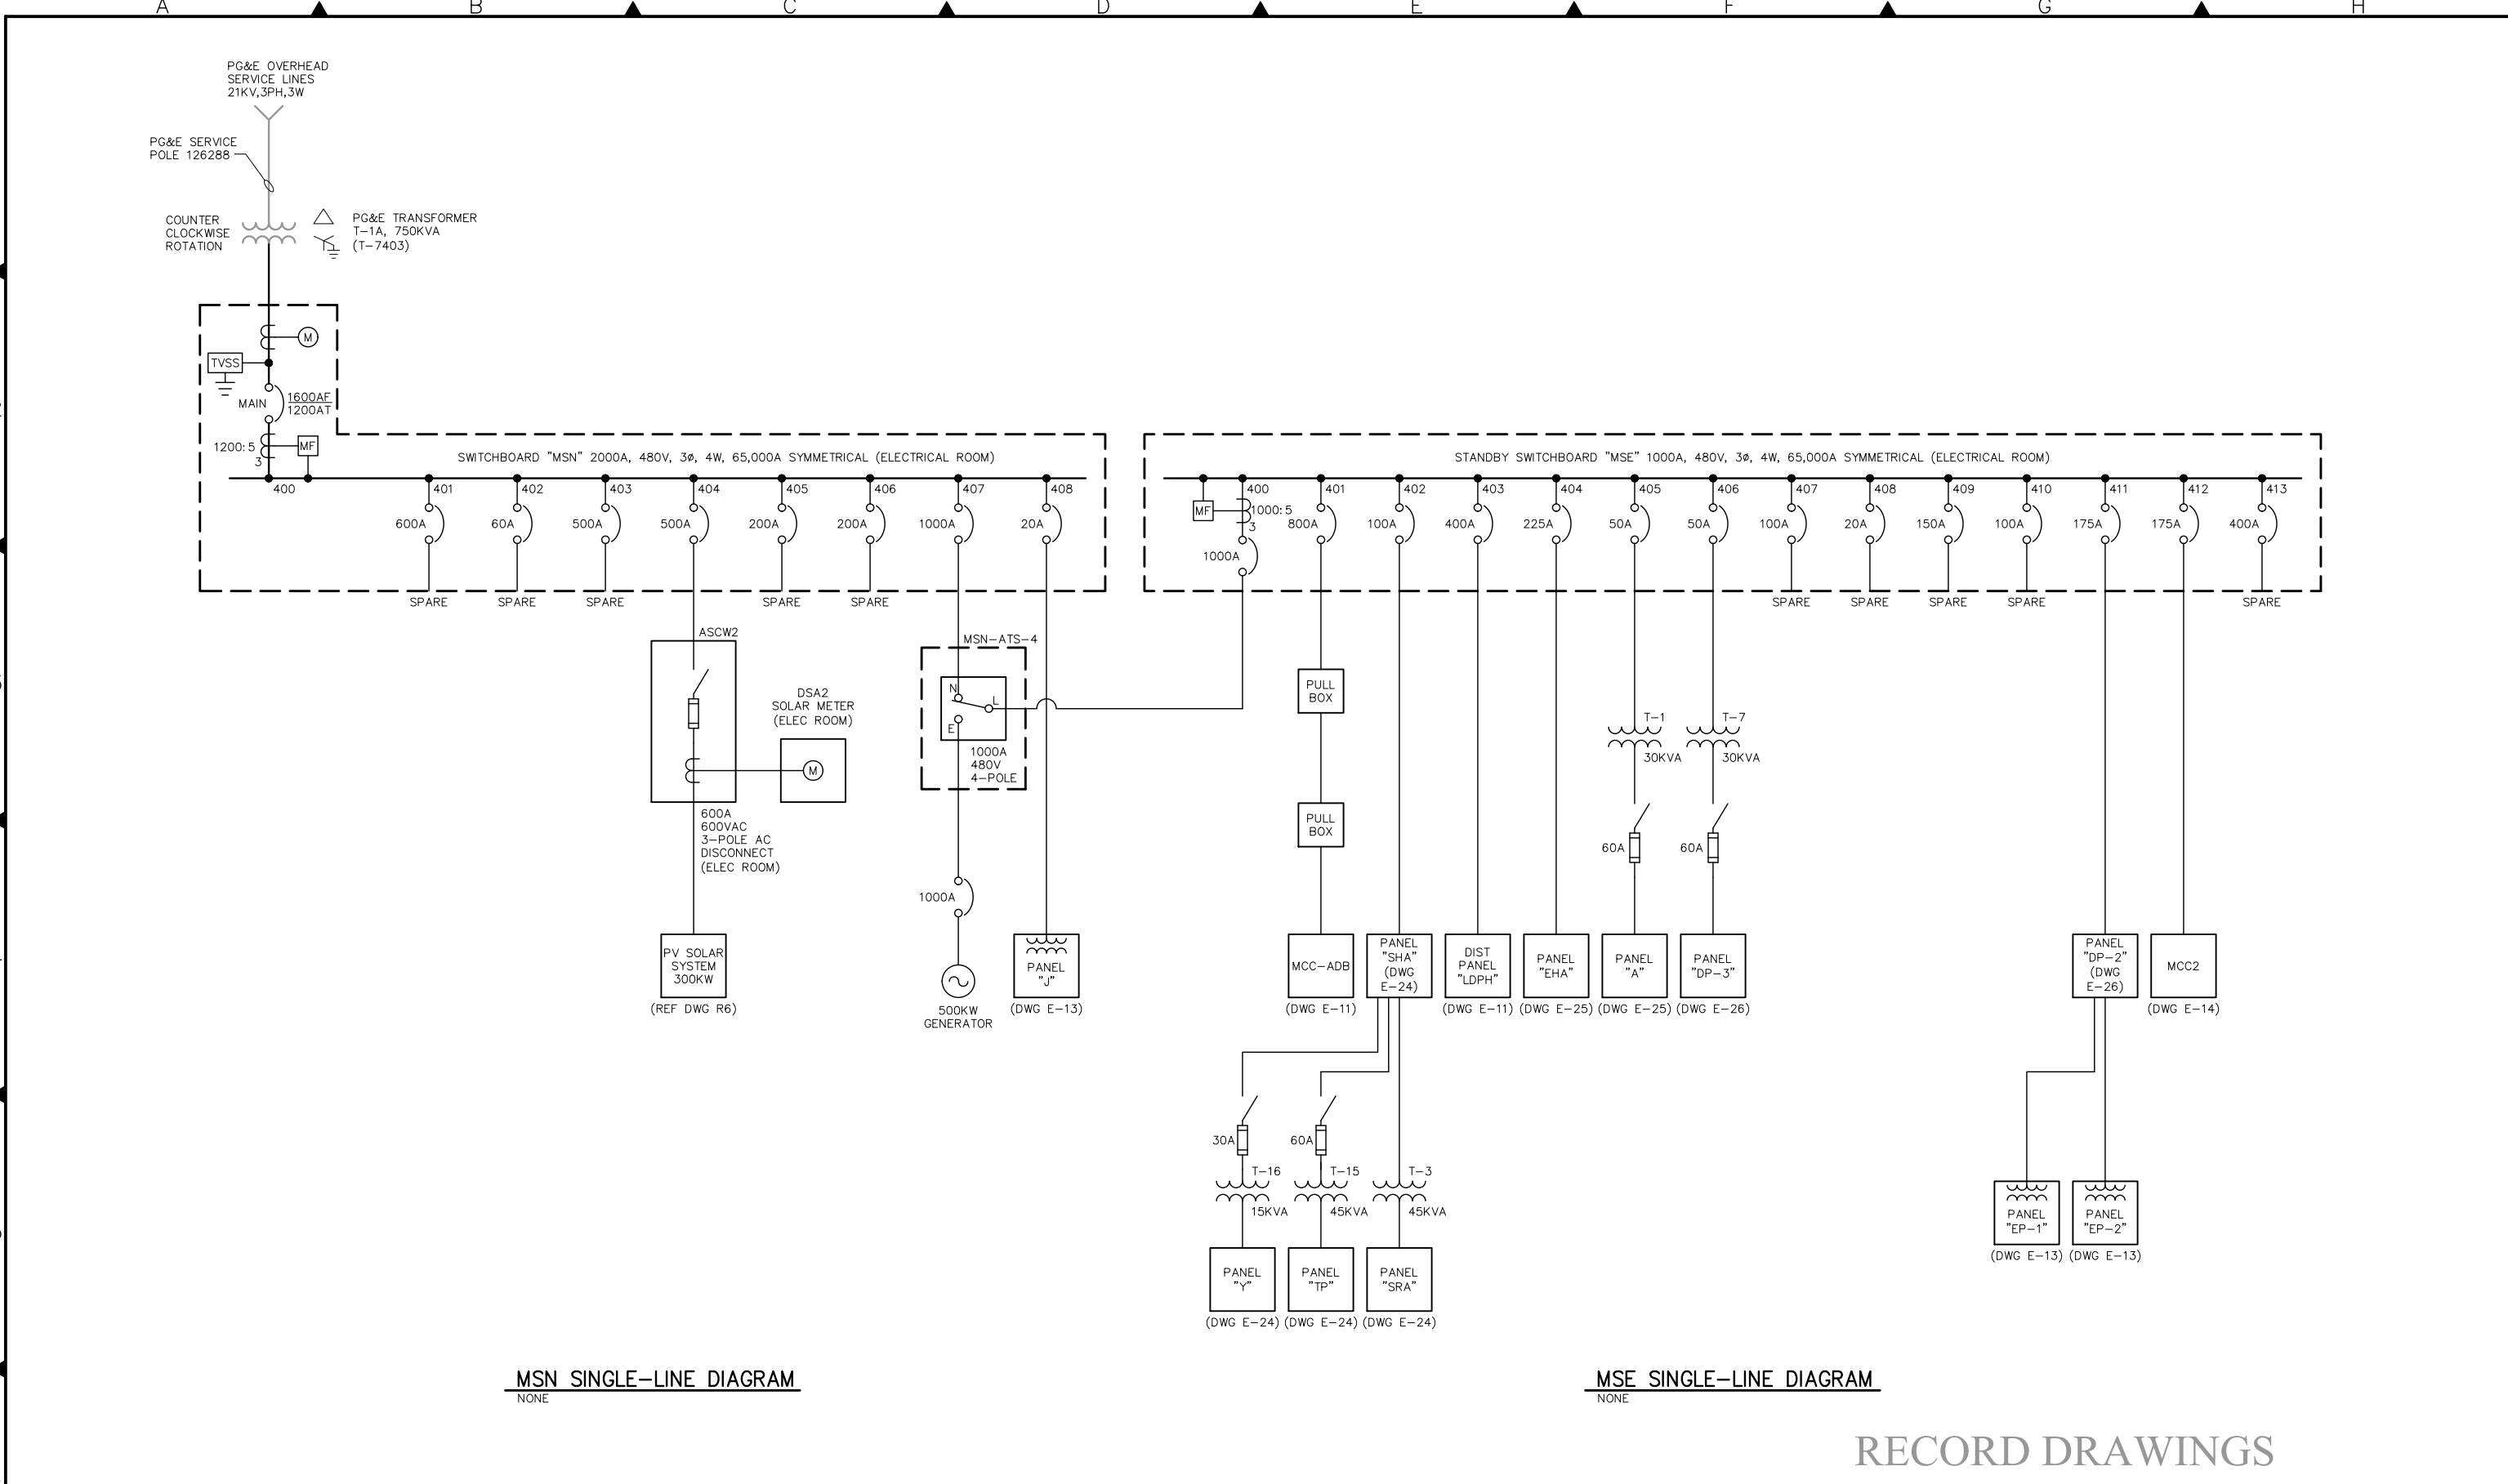 A B C D E F G H
PG&E OVERHEAD
SERVICE LINES
21KV,3PH,3W
PG&E SERVICE
POLE 126288
COUNTER
CLOCKWISE
ROTATION
PG&E TRANSFORMER
T-1A, 750KVA
(T-7403)
M
TVSS
MAIN
1600AF
1200AT
1200:5
3
MF
SWITCHBOARD "MSN" 2000A, 480V, 3ø, 4W, 65,000A SYMMETRICAL (ELECTRICAL ROOM)
400 401 402 403 404 405 406 407 408
600A 60A 500A 500A 200A 200A 1000A 20A
SPARE SPARE SPARE SPARE SPARE
ASCW2
DSA2
SOLAR METER
(ELEC ROOM)
M
600A
600VAC
3-POLE AC
DISCONNECT
(ELEC ROOM)
PV SOLAR
SYSTEM
300KW
(REF DWG R6)
MSN-ATS-4
N
L
E
1000A
480V
4-POLE
1000A
500KW
GENERATOR
PANEL
"J"
(DWG E-13)
STANDBY SWITCHBOARD "MSE" 1000A, 480V, 3ø, 4W, 65,000A SYMMETRICAL (ELECTRICAL ROOM)
400 401 402 403 404 405 406 407 408 409 410 411 412 413
MF
1000:5
3
1000A
800A 100A 400A 225A 50A 50A 100A 20A 150A 100A 175A 175A 400A
SPARE SPARE SPARE SPARE SPARE
PULL
BOX
PULL
BOX
T-1
30KVA
T-7
30KVA
60A
60A
MCC-ADB
(DWG E-11)
PANEL
"SHA"
(DWG
E-24)
DIST
PANEL
"LDPH"
(DWG E-11)
PANEL
"EHA"
(DWG E-25)
PANEL
"A"
(DWG E-25)
PANEL
"DP-3"
(DWG E-26)
PANEL
"DP-2"
(DWG
E-26)
MCC2
(DWG E-14)
30A
T-16
15KVA
60A
T-15
45KVA
T-3
45KVA
PANEL
"Y"
(DWG E-24)
PANEL
"TP"
(DWG E-24)
PANEL
"SRA"
(DWG E-24)
PANEL
"EP-1"
(DWG E-13)
PANEL
"EP-2"
(DWG E-13)
MSN SINGLE-LINE DIAGRAM
NONE
MSE SINGLE-LINE DIAGRAM
NONE
RECORD DRAWINGS